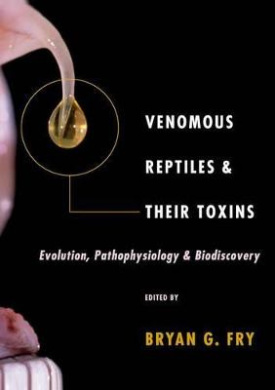 VENOMOUS
REPTILES &
THEIR TOXINS
Evolution, Pathophysiology & Biodiscovery
EDITED BY
BRYAN G. FRY